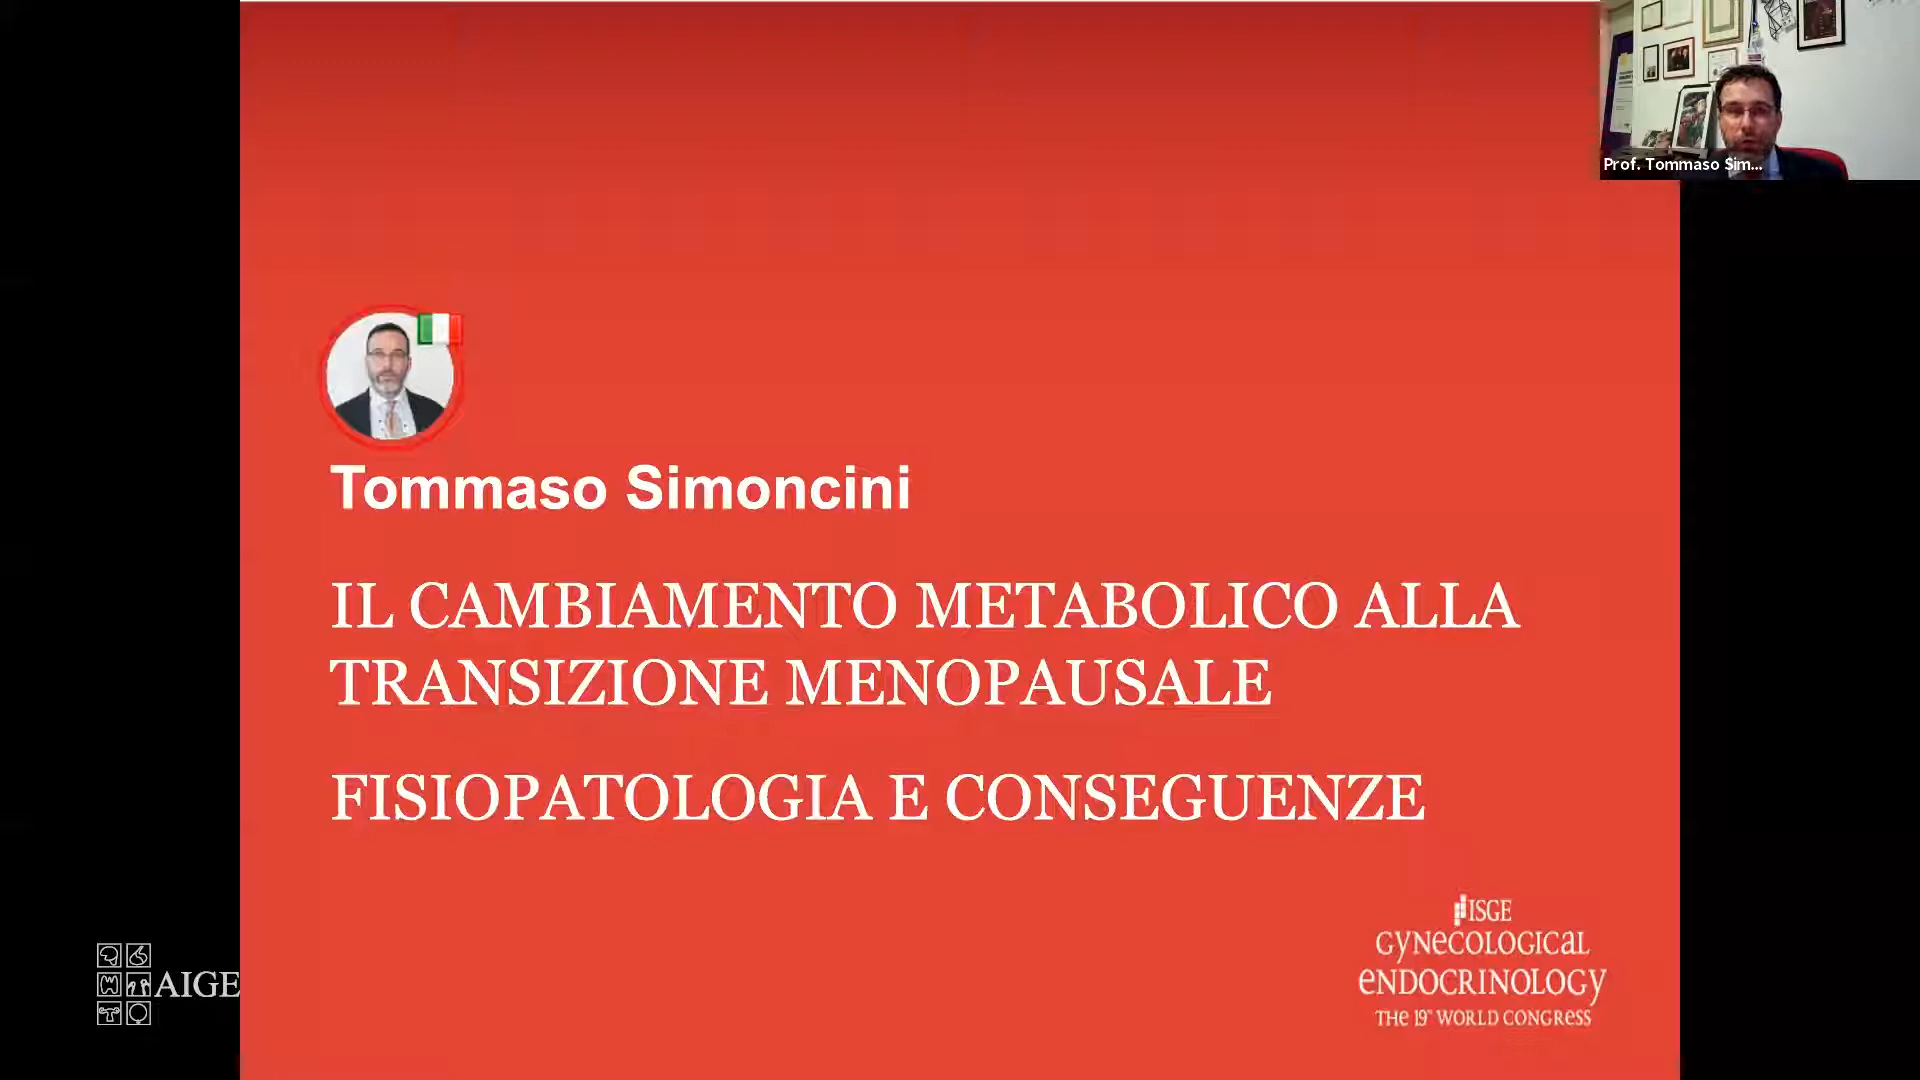 Prof. Tommaso Sim...
Tommaso Simoncini
IL CAMBIAMENTO METABOLICO ALLA
TRANSIZIONE MENOPAUSALE
FISIOPATOLOGIA E CONSEGUENZE
AIGE
ISGE
GYNeCOLOGICaL
eNDOCRINOLOGY
THe 19th WORLD CONGReSS